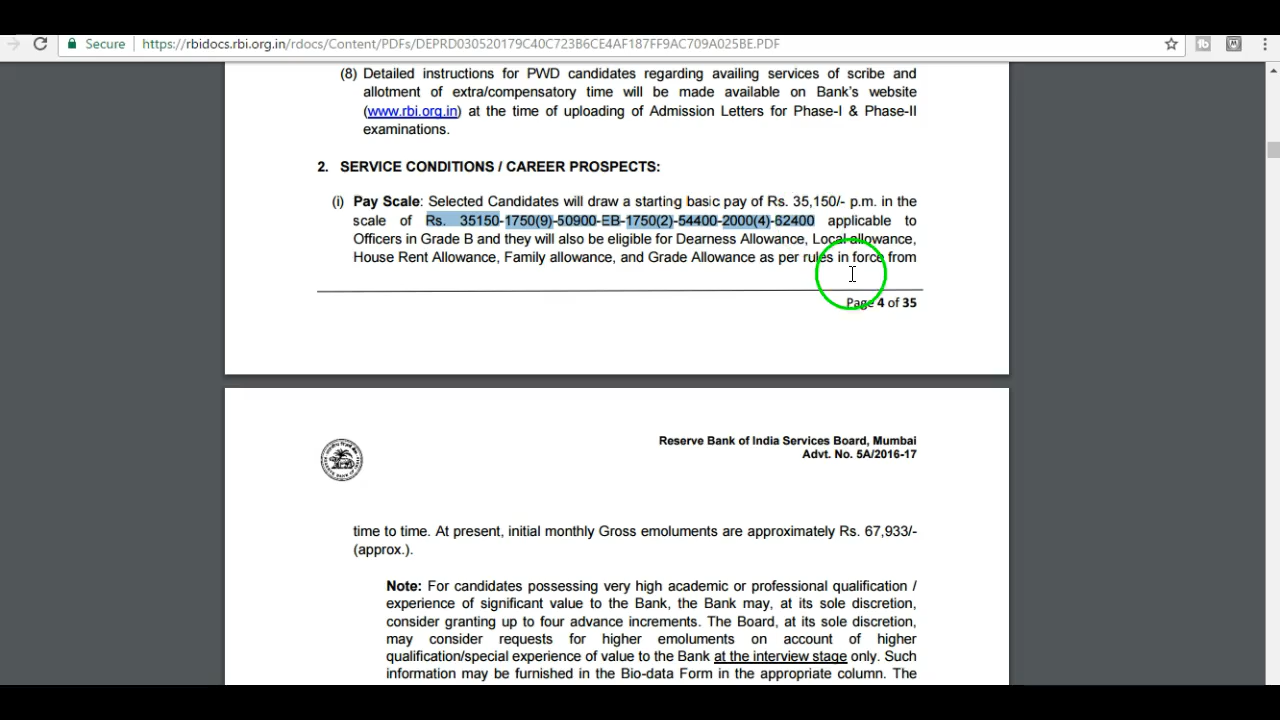 Secure https://rbidocs.rbi.org.in/rdocs/Content/PDFs/DEPRD030520179C40C723B6CE4AF187FF9AC709A025BE.PDF
(8) Detailed instructions for PWD candidates regarding availing services of scribe and
allotment of extra/compensatory time will be made available on Bank's website
(www.rbi.org.in) at the time of uploading of Admission Letters for Phase-I & Phase-II
examinations.
2. SERVICE CONDITIONS / CAREER PROSPECTS:
(i) Pay Scale: Selected Candidates will draw a starting basic pay of Rs. 35,150/- p.m. in the
scale of Rs. 35150-1750(9)-50900-EB-1750(2)-54400-2000(4)-62400 applicable to
Officers in Grade B and they will also be eligible for Dearness Allowance, Local allowance,
House Rent Allowance, Family allowance, and Grade Allowance as per rules in force from
Page 4 of 35
Reserve Bank of India Services Board, Mumbai
Advt. No. 5A/2016-17
time to time. At present, initial monthly Gross emoluments are approximately Rs. 67,933/-
(approx.).
Note: For candidates possessing very high academic or professional qualification /
experience of significant value to the Bank, the Bank may, at its sole discretion,
consider granting up to four advance increments. The Board, at its sole discretion,
may consider requests for higher emoluments on account of higher
qualification/special experience of value to the Bank at the interview stage only. Such
information may be furnished in the Bio-data Form in the appropriate column. The